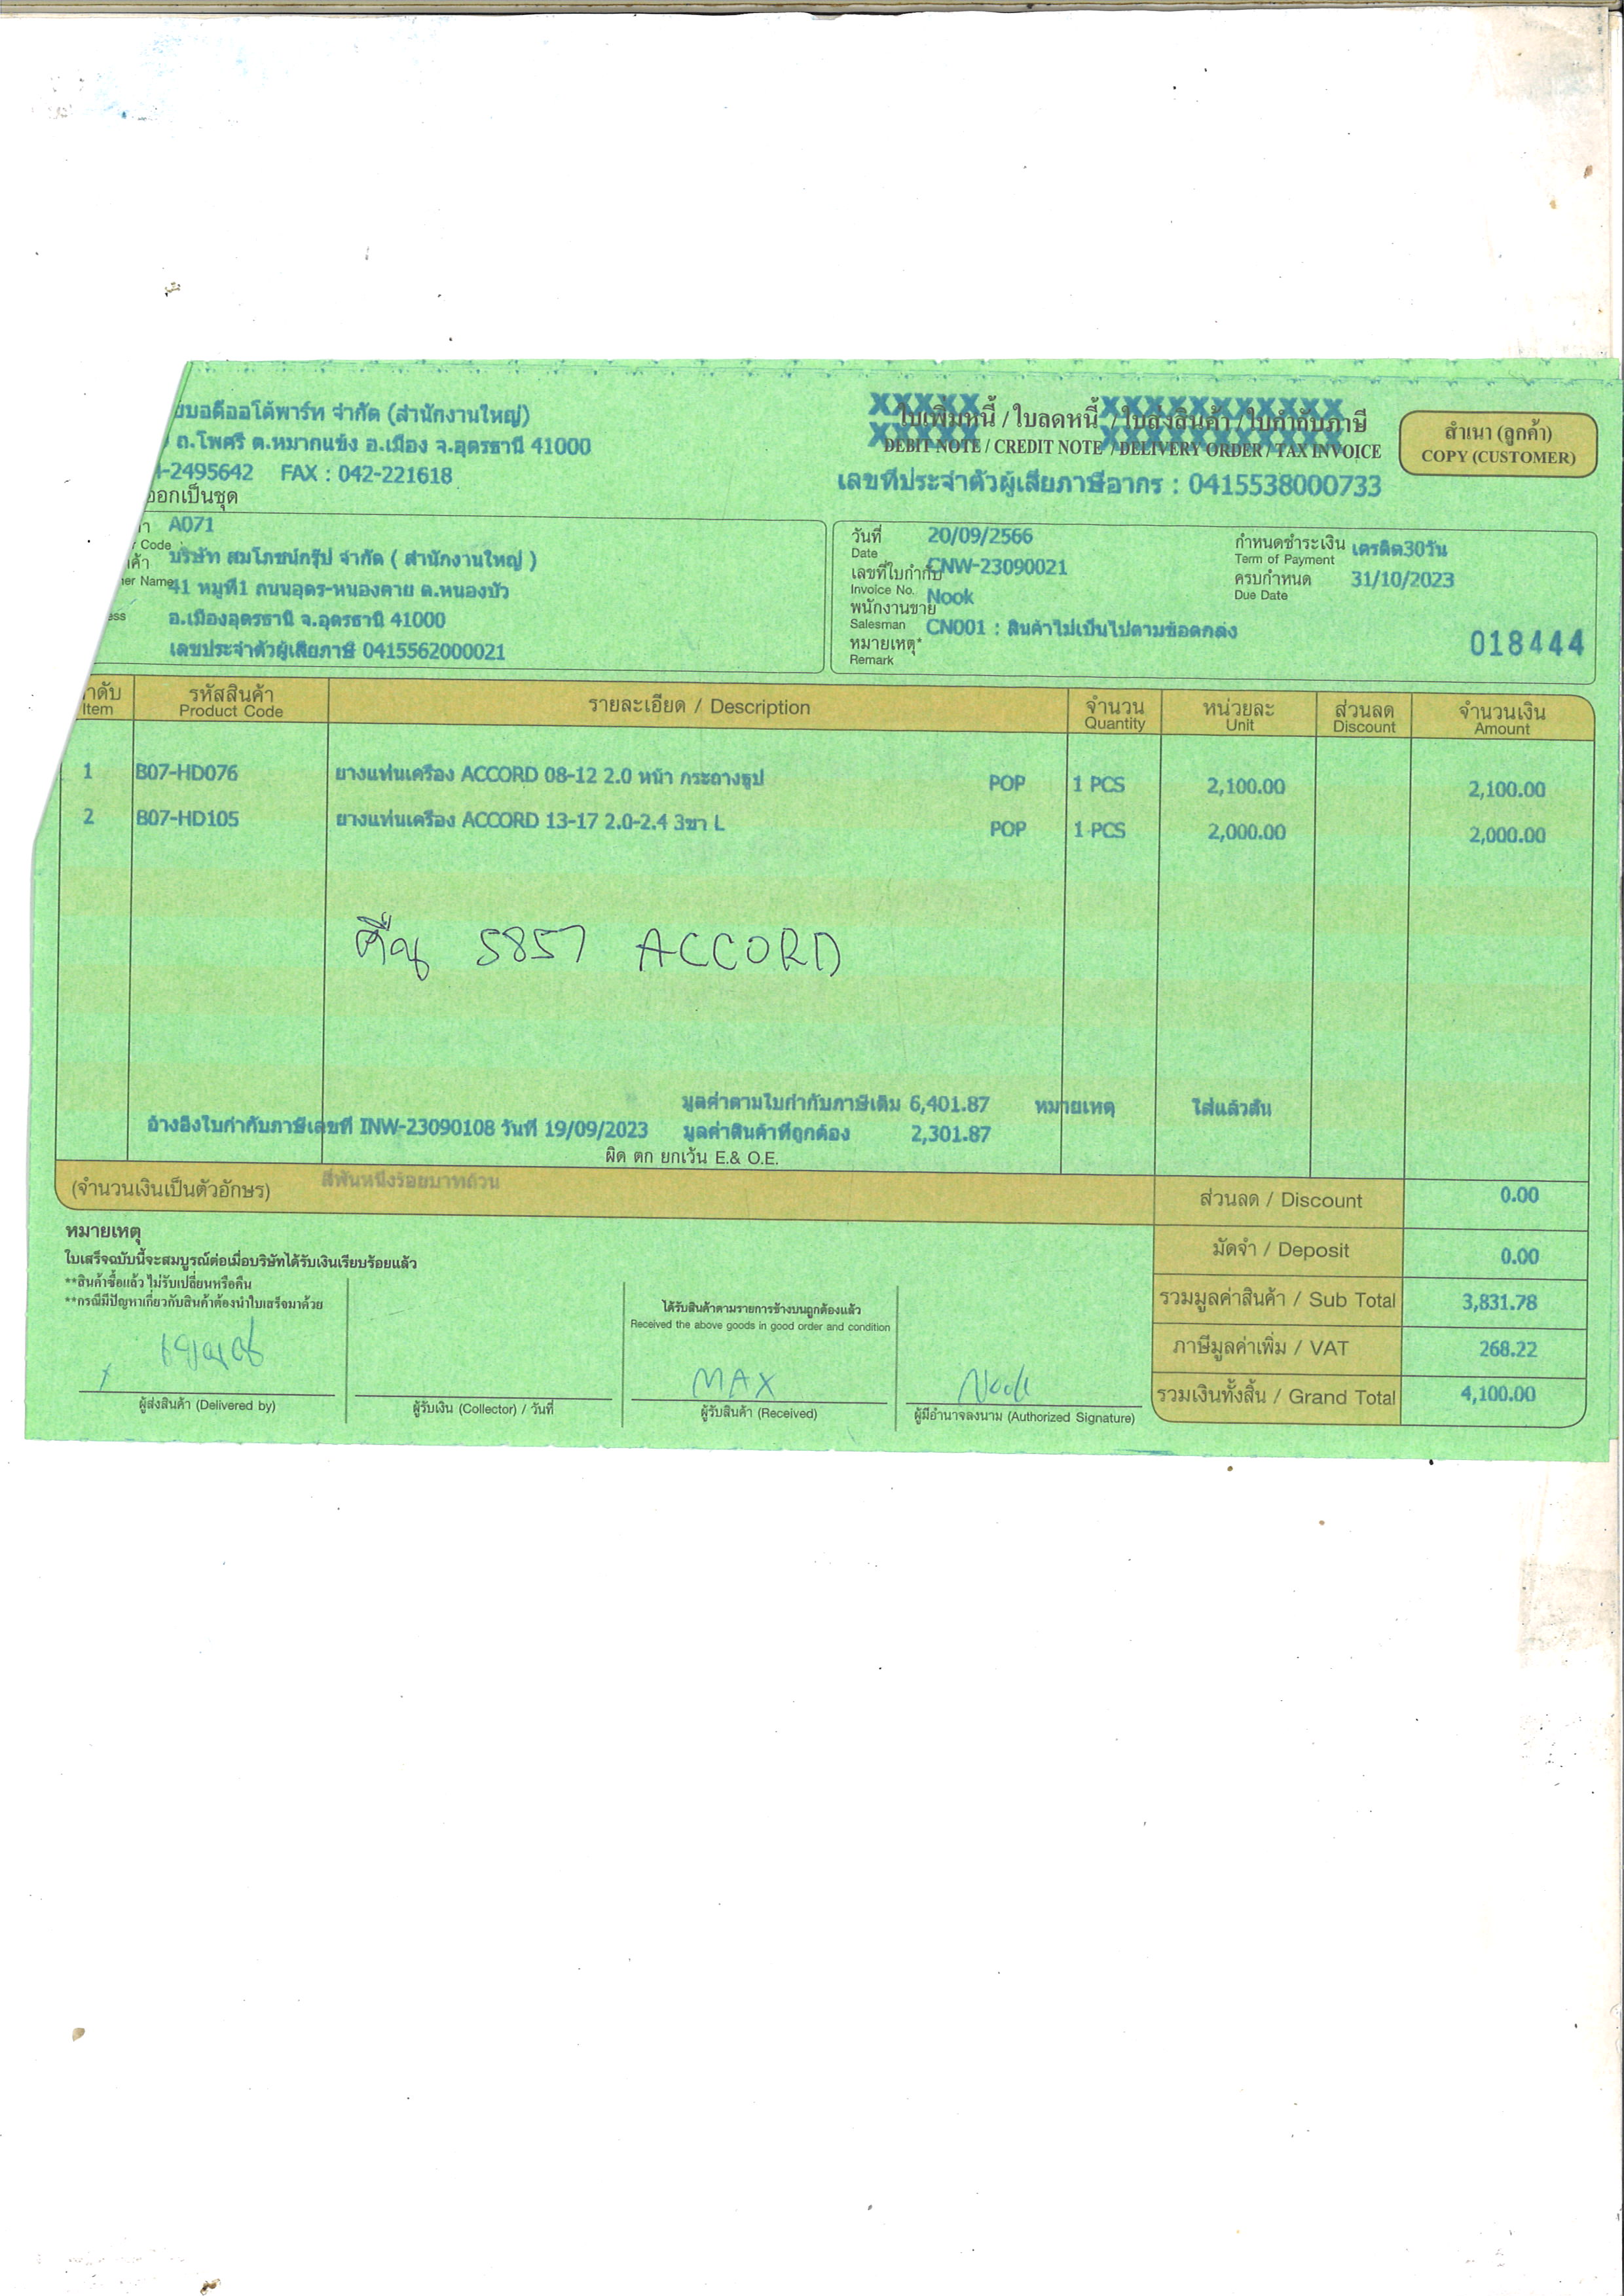 จำกัด (สำนักงานใหญ่)
ถ.โพศรี ต.หมากแข้ง อ.เมือง จ.อุดรธานี 41000
-2495642 FAX : 042-221618
ออกเป็นชุด
XXXXX XXXXXXXXXXX
ใบเพิ่มหนี้ / ใบลดหนี้ / ใบส่งสินค้า / ใบกำกับภาษี
DEBIT NOTE / CREDIT NOTE / DELIVERY ORDER / TAX INVOICE
เลขที่ประจำตัวผู้เสียภาษีอากร : 0415538000733
สำเนา (ลูกค้า)
COPY (CUSTOMER)
A071
Code
บริษัท สมโภชน์กรุ๊ป จำกัด ( สำนักงานใหญ่ )
Name
41 หมู่ที่1 ถนนอุดร-หนองคาย ต.หนองบัว
อ.เมืองอุดรธานี จ.อุดรธานี 41000
เลขประจำตัวผู้เสียภาษี 0415562000021
วันที่ 20/09/2566
Date
เลขที่ใบกำกับ CNW-23090021
Invoice No.
พนักงานขาย Nook
Salesman
หมายเหตุ* CN001 : สินค้าไม่เป็นไปตามข้อตกลง
Remark
กำหนดชำระเงิน เครดิต30วัน
Term of Payment
ครบกำหนด 31/10/2023
Due Date
018444
ลำดับ รหัสสินค้า รายละเอียด / Description จำนวน หน่วยละ ส่วนลด จำนวนเงิน
Item Product Code Quantity Unit Discount Amount
1 B07-HD076 ยางแท่นเครื่อง ACCORD 08-12 2.0 หน้า กระถางธูป POP 1 PCS 2,100.00 2,100.00
2 B07-HD105 ยางแท่นเครื่อง ACCORD 13-17 2.0-2.4 3ขา L POP 1 PCS 2,000.00 2,000.00
คืน 5857 ACCORD
มูลค่าตามใบกำกับภาษีเดิม 6,401.87 หมายเหตุ ใส่แล้วสั่น
อ้างอิงใบกำกับภาษีเลขที่ INW-23090108 วันที่ 19/09/2023 มูลค่าสินค้าที่ถูกต้อง 2,301.87
ผิด ตก ยกเว้น E.& O.E.
(จำนวนเงินเป็นตัวอักษร) สี่พันหนึ่งร้อยบาทถ้วน
ส่วนลด / Discount 0.00
มัดจำ / Deposit 0.00
รวมมูลค่าสินค้า / Sub Total 3,831.78
ภาษีมูลค่าเพิ่ม / VAT 268.22
รวมเงินทั้งสิ้น / Grand Total 4,100.00
หมายเหตุ
ใบเสร็จฉบับนี้จะสมบูรณ์ต่อเมื่อบริษัทได้รับเงินเรียบร้อยแล้ว
**สินค้าซื้อแล้ว ไม่รับเปลี่ยนหรือคืน
**กรณีมีปัญหาเกี่ยวกับสินค้าต้องนำใบเสร็จมาด้วย
ได้รับสินค้าตามรายการข้างบนถูกต้องแล้ว
Received the above goods in good order and condition
MAX Nook
ผู้ส่งสินค้า (Delivered by) ผู้รับเงิน (Collector) / วันที่ ผู้รับสินค้า (Received) ผู้มีอำนาจลงนาม (Authorized Signature)